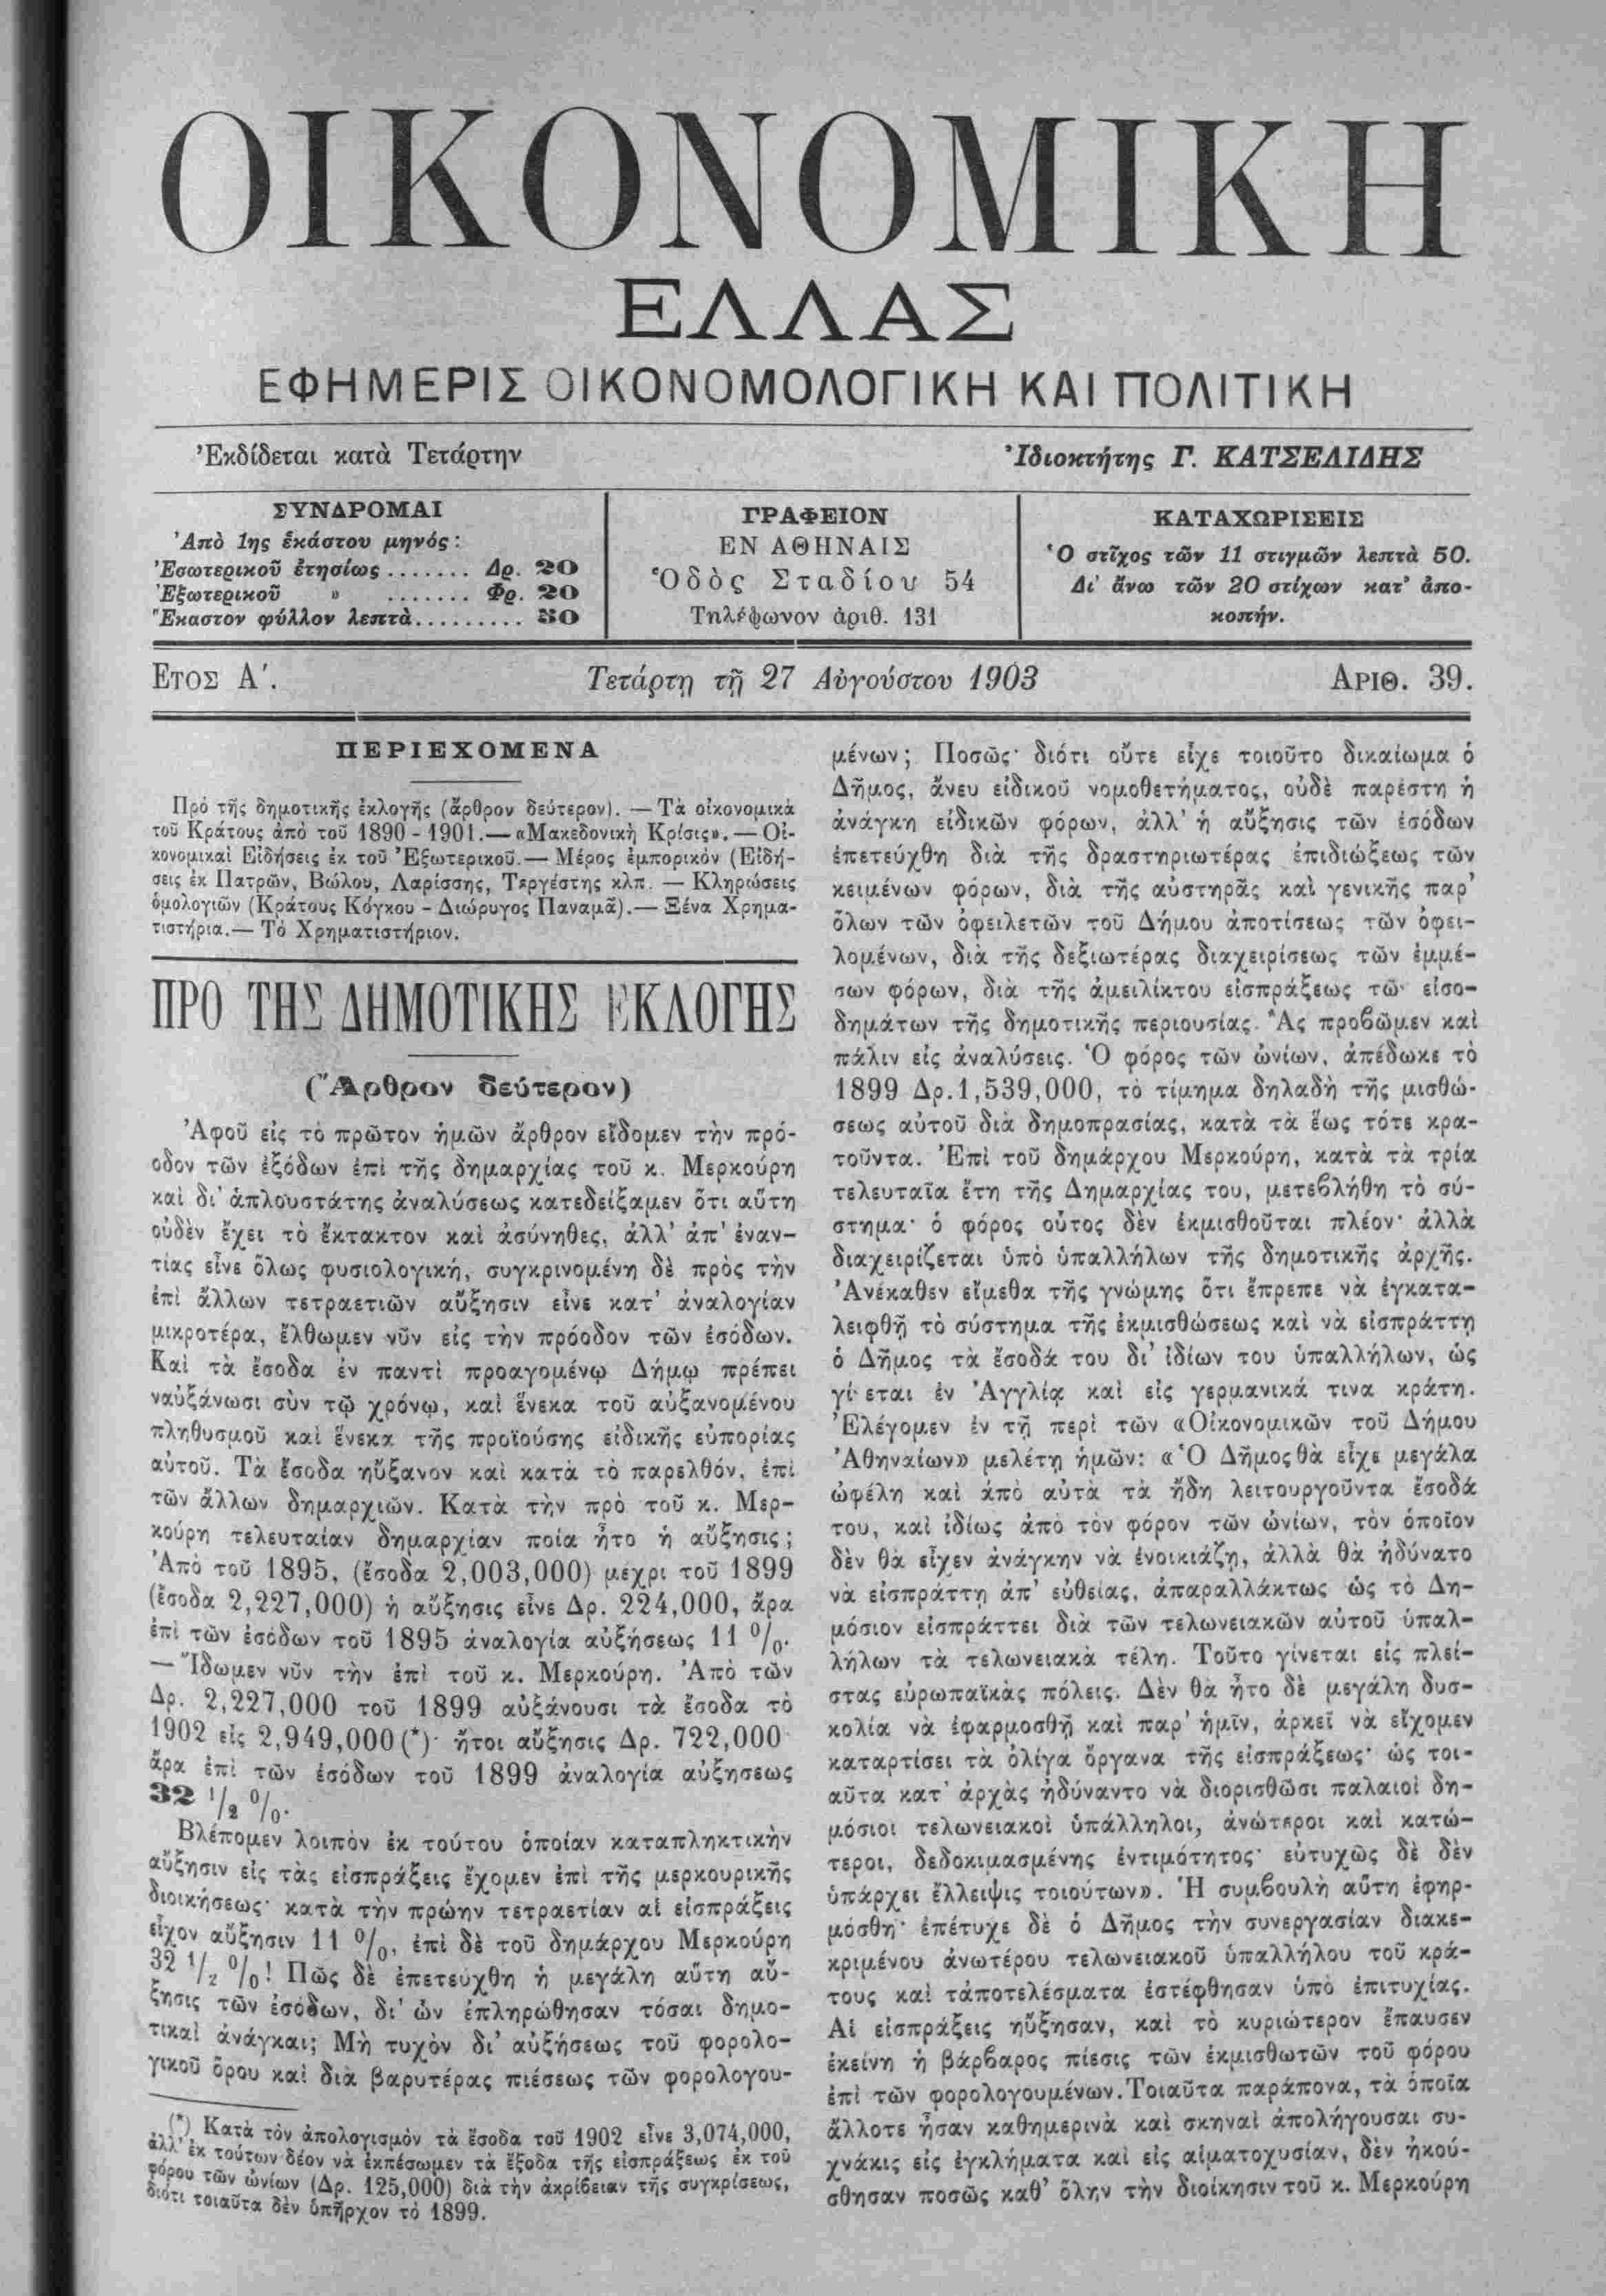 ΟΙΚΟΝΟΜΙΚΗ
ΕΛΛΑΣ
ΕΦΗΜΕΡΙΣ ΟΙΚΟΝΟΜΟΛΟΓΙΚΗ ΚΑΙ ΠΟΛΙΤΙΚΗ
Ἐκδίδεται κατὰ Τετάρτην
Ἰδιοκτήτης Γ. ΚΑΤΣΕΛΙΔΗΣ
ΣΥΝΔΡΟΜΑΙ
Ἀπὸ 1ης ἑκάστου μηνός:
Ἐσωτερικοῦ ἐτησίως ....... Δρ. 20
Ἐξωτερικοῦ » ....... Φρ. 20
Ἕκαστον φύλλον λεπτὰ......... 50
ΓΡΑΦΕΙΟΝ
ΕΝ ΑΘΗΝΑΙΣ
Ὁδὸς Σταδίου 54
Τηλέφωνον ἀριθ. 131
ΚΑΤΑΧΩΡΙΣΕΙΣ
Ὁ στῖχος τῶν 11 στιγμῶν λεπτὰ 50.
Δι' ἄνω τῶν 20 στίχων κατ' ἀπο-
κοπήν.
ΕΤΟΣ Α'.
Τετάρτη τῇ 27 Αὐγούστου 1903
ΑΡΙΘ. 39.
ΠΕΡΙΕΧΟΜΕΝΑ
Πρὸ τῆς δημοτικῆς ἐκλογῆς (ἄρθρον δεύτερον). — Τὰ οἰκονομικὰ
τοῦ Κράτους ἀπὸ τοῦ 1890 - 1901.— «Μακεδονικὴ Κρίσις». — Οἰ-
κονομικαὶ Εἰδήσεις ἐκ τοῦ Ἐξωτερικοῦ.— Μέρος ἐμπορικὸν (Εἰδή-
σεις ἐκ Πατρῶν, Βώλου, Λαρίσσης, Τεργέστης κλπ. — Κληρώσεις
ὁμολογιῶν (Κράτους Κόγκου - Διώρυγος Παναμᾶ).— Ξένα Χρημα-
τιστήρια.— Τὸ Χρηματιστήριον.
ΠΡΟ ΤΗΣ ΔΗΜΟΤΙΚΗΣ ΕΚΛΟΓΗΣ
(Ἄρθρον δεύτερον)
Ἀφοῦ εἰς τὸ πρῶτον ἡμῶν ἄρθρον εἴδομεν τὴν πρό-
οδον τῶν ἐξόδων ἐπὶ τῆς δημαρχίας τοῦ κ. Μερκούρη
καὶ δι' ἁπλουστάτης ἀναλύσεως κατεδείξαμεν ὅτι αὕτη
οὐδὲν ἔχει τὸ ἔκτακτον καὶ ἀσύνηθες, ἀλλ' ἀπ' ἐναν-
τίας εἶνε ὅλως φυσιολογική, συγκρινομένη δὲ πρὸς τὴν
ἐπὶ ἄλλων τετραετιῶν αὔξησιν εἶνε κατ' ἀναλογίαν
μικροτέρα, ἔλθωμεν νῦν εἰς τὴν πρόοδον τῶν ἐσόδων.
Καὶ τὰ ἔσοδα ἐν παντὶ προαγομένῳ Δήμῳ πρέπει
ναὐξάνωσι σὺν τῷ χρόνῳ, καὶ ἕνεκα τοῦ αὐξανομένου
πληθυσμοῦ καὶ ἕνεκα τῆς προϊούσης εἰδικῆς εὐπορίας
αὐτοῦ. Τὰ ἔσοδα ηὔξανον καὶ κατὰ τὸ παρελθόν, ἐπὶ
τῶν ἄλλων δημαρχιῶν. Κατὰ τὴν πρὸ τοῦ κ. Μερ-
κούρη τελευταίαν δημαρχίαν ποία ἦτο ἡ αὔξησις;
Ἀπὸ τοῦ 1895, (ἔσοδα 2,003,000) μέχρι τοῦ 1899
(ἔσοδα 2,227,000) ἡ αὔξησις εἶνε Δρ. 224,000, ἄρα
ἐπὶ τῶν ἐσόδων τοῦ 1895 ἀναλογία αὐξήσεως 11 %.
— Ἴδωμεν νῦν τὴν ἐπὶ τοῦ κ. Μερκούρη. Ἀπὸ τῶν
Δρ. 2,227,000 τοῦ 1899 αὐξάνουσι τὰ ἔσοδα τὸ
1902 εἰς 2,949,000 (*)· ἤτοι αὔξησις Δρ. 722,000
ἄρα ἐπὶ τῶν ἐσόδων τοῦ 1899 ἀναλογία αὐξησεως
32 1/2 %.
Βλέπομεν λοιπὸν ἐκ τούτου ὁποίαν καταπληκτικὴν
αὔξησιν εἰς τὰς εἰσπράξεις ἔχομεν ἐπὶ τῆς μερκουρικῆς
διοικήσεως· κατὰ τὴν πρώην τετραετίαν αἱ εἰσπράξεις
εἶχον αὔξησιν 11 %, ἐπὶ δὲ τοῦ δημάρχου Μερκούρη
32 1/2 %! Πῶς δὲ ἐπετεύχθη ἡ μεγάλη αὕτη αὔ-
ξησις τῶν ἐσόδων, δι' ὧν ἐπληρώθησαν τόσαι δημο-
τικαὶ ἀνάγκαι; Μὴ τυχὸν δι' αὐξήσεως τοῦ φορολο-
γικοῦ ὅρου καὶ διὰ βαρυτέρας πιέσεως τῶν φορολογου-
(*) Κατὰ τὸν ἀπολογισμὸν τὰ ἔσοδα τοῦ 1902 εἶνε 3,074,000,
ἀλλ' ἐκ τούτων δέον νὰ ἐκπέσωμεν τὰ ἔξοδα τῆς εἰσπράξεως ἐκ τοῦ
φόρου τῶν ὠνίων (Δρ. 125,000) διὰ τὴν ἀκρίβειαν τῆς συγκρίσεως,
διότι τοιαῦτα δὲν ὑπῆρχον τὸ 1899.
μένων; Ποσῶς· διότι οὔτε εἶχε τοιοῦτο δικαίωμα ὁ
Δῆμος, ἄνευ εἰδικοῦ νομοθετήματος, οὐδὲ παρέστη ἡ
ἀνάγκη εἰδικῶν φόρων, ἀλλ' ἡ αὔξησις τῶν ἐσόδων
ἐπετεύχθη διὰ τῆς δραστηριωτέρας ἐπιδιώξεως τῶν
κειμένων φόρων, διὰ τῆς αὐστηρᾶς καὶ γενικῆς παρ'
ὅλων τῶν ὀφειλετῶν τοῦ Δήμου ἀποτίσεως τῶν ὀφει-
λομένων, διὰ τῆς δεξιωτέρας διαχειρίσεως τῶν ἐμμέ-
σων φόρων, διὰ τῆς ἀμειλίκτου εἰσπράξεως τῶ εἰσο-
δημάτων τῆς δημοτικῆς περιουσίας. Ἂς προβῶμεν καὶ
πάλιν εἰς ἀναλύσεις. Ὁ φόρος τῶν ὠνίων, ἀπέδωκε τὸ
1899 Δρ.1,539,000, τὸ τίμημα δηλαδὴ τῆς μισθώ-
σεως αὐτοῦ διὰ δημοπρασίας, κατὰ τὰ ἕως τότε κρα-
τοῦντα. Ἐπὶ τοῦ δημάρχου Μερκούρη, κατὰ τὰ τρία
τελευταῖα ἔτη τῆς Δημαρχίας του, μετεβλήθη τὸ σύ-
στημα· ὁ φόρος οὗτος δὲν ἐκμισθοῦται πλέον· ἀλλὰ
διαχειρίζεται ὑπὸ ὑπαλλήλων τῆς δημοτικῆς ἀρχῆς.
Ἀνέκαθεν εἴμεθα τῆς γνώμης ὅτι ἔπρεπε νὰ ἐγκατα-
λειφθῇ τὸ σύστημα τῆς ἐκμισθώσεως καὶ νὰ εἰσπράττῃ
ὁ Δῆμος τὰ ἔσοδά του δι' ἰδίων του ὑπαλλήλων, ὡς
γί εται ἐν Ἀγγλίᾳ καὶ εἰς γερμανικά τινα κράτη.
Ἐλέγομεν ἐν τῇ περὶ τῶν «Οἰκονομικῶν τοῦ Δήμου
Ἀθηναίων» μελέτῃ ἡμῶν: «Ὁ Δῆμος θὰ εἶχε μεγάλα
ὠφέλη καὶ ἀπὸ αὐτὰ τὰ ἤδη λειτουργοῦντα ἔσοδά
του, καὶ ἰδίως ἀπὸ τὸν φόρον τῶν ὠνίων, τὸν ὁποῖον
δὲν θὰ εἶχεν ἀνάγκην νὰ ἐνοικιάζῃ, ἀλλὰ θὰ ἠδύνατο
νὰ εἰσπράττῃ ἀπ' εὐθείας, ἀπαραλλάκτως ὡς τὸ Δη-
μόσιον εἰσπράττει διὰ τῶν τελωνειακῶν αὐτοῦ ὑπαλ-
λήλων τὰ τελωνειακὰ τέλη. Τοῦτο γίνεται εἰς πλεί-
στας εὐρωπαϊκὰς πόλεις. Δὲν θὰ ἦτο δὲ μεγάλη δυσ-
κολία νὰ ἐφαρμοσθῇ καὶ παρ' ἡμῖν, ἀρκεῖ νὰ εἴχομεν
καταρτίσει τὰ ὀλίγα ὄργανα τῆς εἰσπράξεως· ὡς τοι-
αῦτα κατ' ἀρχὰς ἠδύναντο νὰ διορισθῶσι παλαιοὶ δη-
μόσιοι τελωνειακοὶ ὑπάλληλοι, ἀνώτεροι καὶ κατώ-
τεροι, δεδοκιμασμένης ἐντιμότητος· εὐτυχῶς δὲ δὲν
ὑπάρχει ἔλλειψις τοιούτων». Ἡ συμβουλὴ αὕτη ἐφηρ-
μόσθη· ἐπέτυχε δὲ ὁ Δῆμος τὴν συνεργασίαν διακε-
κριμένου ἀνωτέρου τελωνειακοῦ ὑπαλλήλου τοῦ κρά-
τους καὶ τἀποτελέσματα ἐστέφθησαν ὑπὸ ἐπιτυχίας.
Αἱ εἰσπράξεις ηὔξησαν, καὶ τὸ κυριώτερον ἔπαυσεν
ἐκείνη ἡ βάρβαρος πίεσις τῶν ἐκμισθωτῶν τοῦ φόρου
ἐπὶ τῶν φορολογουμένων. Τοιαῦτα παράπονα, τὰ ὁποῖα
ἄλλοτε ἦσαν καθημερινὰ καὶ σκηναὶ ἀπολήγουσαι συ-
χνάκις εἰς ἐγκλήματα καὶ εἰς αἱματοχυσίαν, δὲν ἠκού-
σθησαν ποσῶς καθ' ὅλην τὴν διοίκησιν τοῦ κ. Μερκούρη